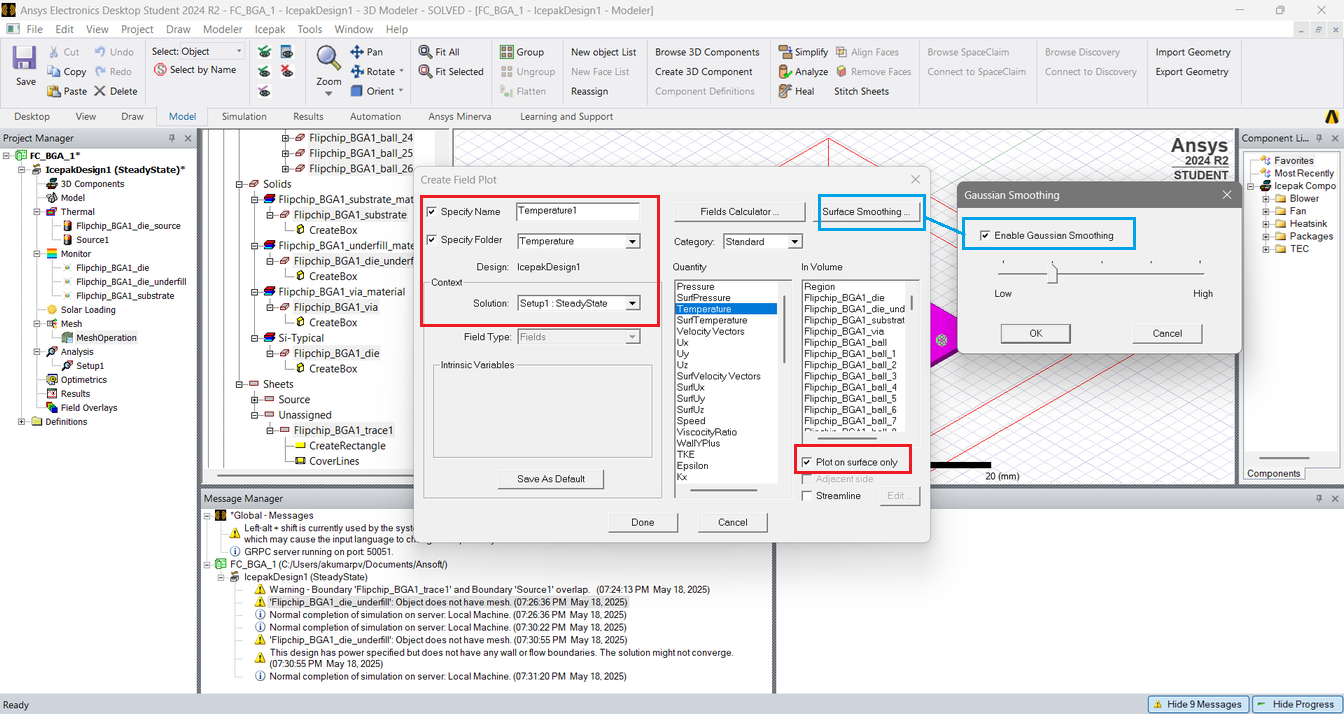 Ansys Electronics Desktop Student 2024 R2 - FC_BGA_1 - IcepakDesign1 - 3D Modeler - SOLVED - [FC_BGA_1 - IcepakDesign1 - Modeler]
File Edit View Project Draw Modeler Icepak Tools Window Help
Save
Cut
Copy
Paste
Undo
Redo
Delete
Select: Object
Select by Name
Zoom
Pan
Rotate
Orient
Fit All
Fit Selected
Group
Ungroup
Flatten
New object List
New Face List
Reassign
Browse 3D Components
Create 3D Component
Component Definitions
Simplify
Analyze
Heal
Align Faces
Remove Faces
Stitch Sheets
Browse SpaceClaim
Connect to SpaceClaim
Browse Discovery
Connect to Discovery
Import Geometry
Export Geometry
Desktop View Draw Model Simulation Results Automation Ansys Minerva Learning and Support
Project Manager
FC_BGA_1*
IcepakDesign1 (SteadyState)*
3D Components
Model
Thermal
Flipchip_BGA1_die_source
Source1
Monitor
Flipchip_BGA1_die
Flipchip_BGA1_die_underfill
Flipchip_BGA1_substrate
Solar Loading
Mesh
MeshOperation
Analysis
Setup1
Optimetrics
Results
Field Overlays
Definitions
Flipchip_BGA1_ball_24
Flipchip_BGA1_ball_25
Flipchip_BGA1_ball_26
Solids
Flipchip_BGA1_substrate_mat
Flipchip_BGA1_substrate
CreateBox
Flipchip_BGA1_underfill_mate
Flipchip_BGA1_die_underf
CreateBox
Flipchip_BGA1_via_material
Flipchip_BGA1_via
CreateBox
Si-Typical
Flipchip_BGA1_die
CreateBox
Sheets
Source
Unassigned
Flipchip_BGA1_trace1
CreateRectangle
CoverLines
Create Field Plot
Specify Name Temperature1
Specify Folder Temperature
Design: IcepakDesign1
Context
Solution: Setup1 : SteadyState
Field Type: Fields
Intrinsic Variables
Save As Default
Fields Calculator ...
Surface Smoothing ...
Category: Standard
Quantity
Pressure
SurfPressure
Temperature
SurfTemperature
Velocity Vectors
Ux
Uy
Uz
SurfVelocity Vectors
SurfUx
SurfUy
SurfUz
Speed
ViscocityRatio
WallYPlus
TKE
Epsilon
Kx
In Volume
Region
Flipchip_BGA1_die
Flipchip_BGA1_die_und
Flipchip_BGA1_substrat
Flipchip_BGA1_via
Flipchip_BGA1_ball
Flipchip_BGA1_ball_1
Flipchip_BGA1_ball_2
Flipchip_BGA1_ball_3
Flipchip_BGA1_ball_4
Flipchip_BGA1_ball_5
Flipchip_BGA1_ball_6
Flipchip_BGA1_ball_7
Plot on surface only
Adjacent side
Streamline
Edit...
Done
Cancel
Ansys
2024 R2
STUDENT
Gaussian Smoothing
Enable Gaussian Smoothing
Low
High
OK
Cancel
20 (mm)
Component Li...
Favorites
Most Recently
Icepak Compo
Blower
Fan
Heatsink
Packages
TEC
Components
Message Manager
*Global - Messages
Left-alt + shift is currently used by the syste
which may cause the input language to ch
GRPC server running on port: 50051.
FC_BGA_1 (C:/Users/akumarpv/Documents/Ansoft/)
IcepakDesign1 (SteadyState)
Warning - Boundary 'Flipchip_BGA1_trace1' and Boundary 'Source1' overlap. (07:24:13 PM May 18, 2025)
'Flipchip_BGA1_die_underfill': Object does not have mesh. (07:26:36 PM May 18, 2025)
Normal completion of simulation on server: Local Machine. (07:26:36 PM May 18, 2025)
Normal completion of simulation on server: Local Machine. (07:30:22 PM May 18, 2025)
'Flipchip_BGA1_die_underfill': Object does not have mesh. (07:30:55 PM May 18, 2025)
This design has power specified but does not have any wall or flow boundaries. The solution might not converge.
(07:30:55 PM May 18, 2025)
Normal completion of simulation on server: Local Machine. (07:31:20 PM May 18, 2025)
Ready
Hide 9 Messages
Hide Progress